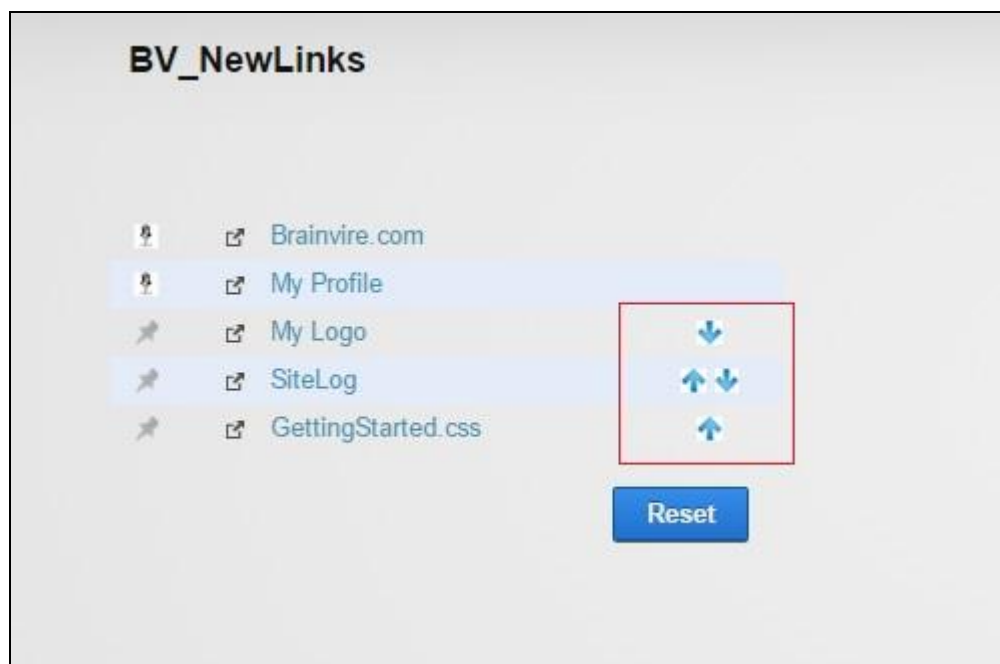 BV_NewLinks
Brainvire.com
My Profile
My Logo
SiteLog
GettingStarted.css
Reset